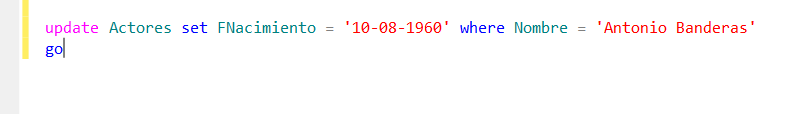 update Actores set FNacimiento = '10-08-1960' where Nombre = 'Antonio Banderas'
go